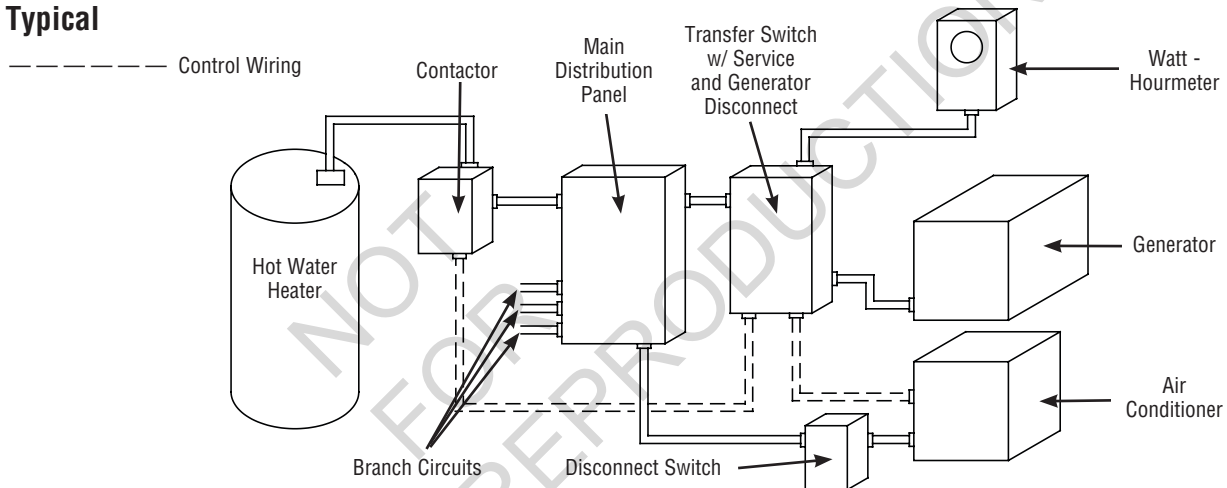 Typical
Control Wiring
Contactor
Main
Distribution
Panel
Transfer Switch
w/ Service
and Generator
Disconnect
Watt -
Hourmeter
Hot Water
Heater
Generator
Air
Conditioner
Branch Circuits
Disconnect Switch
NOT
FOR
REPRODUCTION